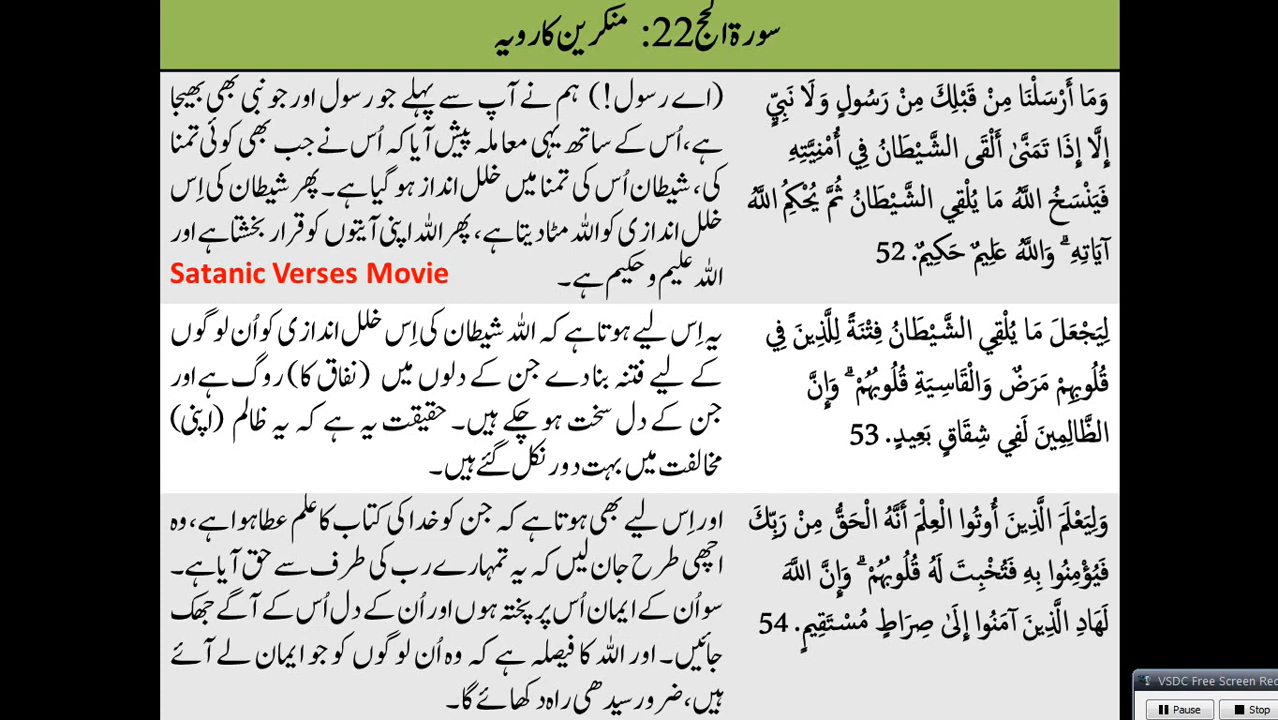 سورۃ الحج 22: منکرین کا رویہ
وَمَا أَرْسَلْنَا مِنْ قَبْلِكَ مِنْ رَسُولٍ وَلَا نَبِيٍّ
إِلَّا إِذَا تَمَنَّىٰ أَلْقَى الشَّيْطَانُ فِي أُمْنِيَّتِهِ
فَيَنْسَخُ اللَّهُ مَا يُلْقِي الشَّيْطَانُ ثُمَّ يُحْكِمُ اللَّهُ
آيَاتِهِ ۗ وَاللَّهُ عَلِيمٌ حَكِيمٌ. 52
(اے رسول!) ہم نے آپ سے پہلے جو رسول اور جو نبی بھی بھیجا
ہے، اُس کے ساتھ یہی معاملہ پیش آیا کہ اُس نے جب بھی کوئی تمنا
کی، شیطان اُس کی تمنا میں خلل انداز ہو گیا ہے۔ پھر شیطان کی اِس
خلل اندازی کو اللہ مٹا دیتا ہے، پھر اللہ اپنی آیتوں کو قرار بخشتا ہے اور
اللہ علیم و حکیم ہے۔ Satanic Verses Movie
لِيَجْعَلَ مَا يُلْقِي الشَّيْطَانُ فِتْنَةً لِلَّذِينَ فِي
قُلُوبِهِمْ مَرَضٌ وَالْقَاسِيَةِ قُلُوبُهُمْ ۗ وَإِنَّ
الظَّالِمِينَ لَفِي شِقَاقٍ بَعِيدٍ. 53
یہ اِس لیے ہوتا ہے کہ اللہ شیطان کی اِس خلل اندازی کو اُن لوگوں
کے لیے فتنہ بنا دے جن کے دلوں میں (نفاق کا) روگ ہے اور
جن کے دل سخت ہو چکے ہیں۔ حقیقت یہ ہے کہ یہ ظالم (اپنی)
مخالفت میں بہت دور نکل گئے ہیں۔
وَلِيَعْلَمَ الَّذِينَ أُوتُوا الْعِلْمَ أَنَّهُ الْحَقُّ مِنْ رَبِّكَ
فَيُؤْمِنُوا بِهِ فَتُخْبِتَ لَهُ قُلُوبُهُمْ ۗ وَإِنَّ اللَّهَ
لَهَادِ الَّذِينَ آمَنُوا إِلَىٰ صِرَاطٍ مُسْتَقِيمٍ. 54
اور اِس لیے بھی ہوتا ہے کہ جن کو خدا کی کتاب کا علم عطا ہوا ہے، وہ
اچھی طرح جان لیں کہ یہ تمہارے رب کی طرف سے حق آیا ہے۔
سو اُن کے ایمان اُس پر پختہ ہوں اور اُن کے دل اُس کے آگے جھک
جائیں۔ اور اللہ کا فیصلہ ہے کہ وہ اُن لوگوں کو جو ایمان لے آئے
ہیں، ضرور سیدھی راہ دکھائے گا۔
VSDC Free Screen Rec
Pause Stop